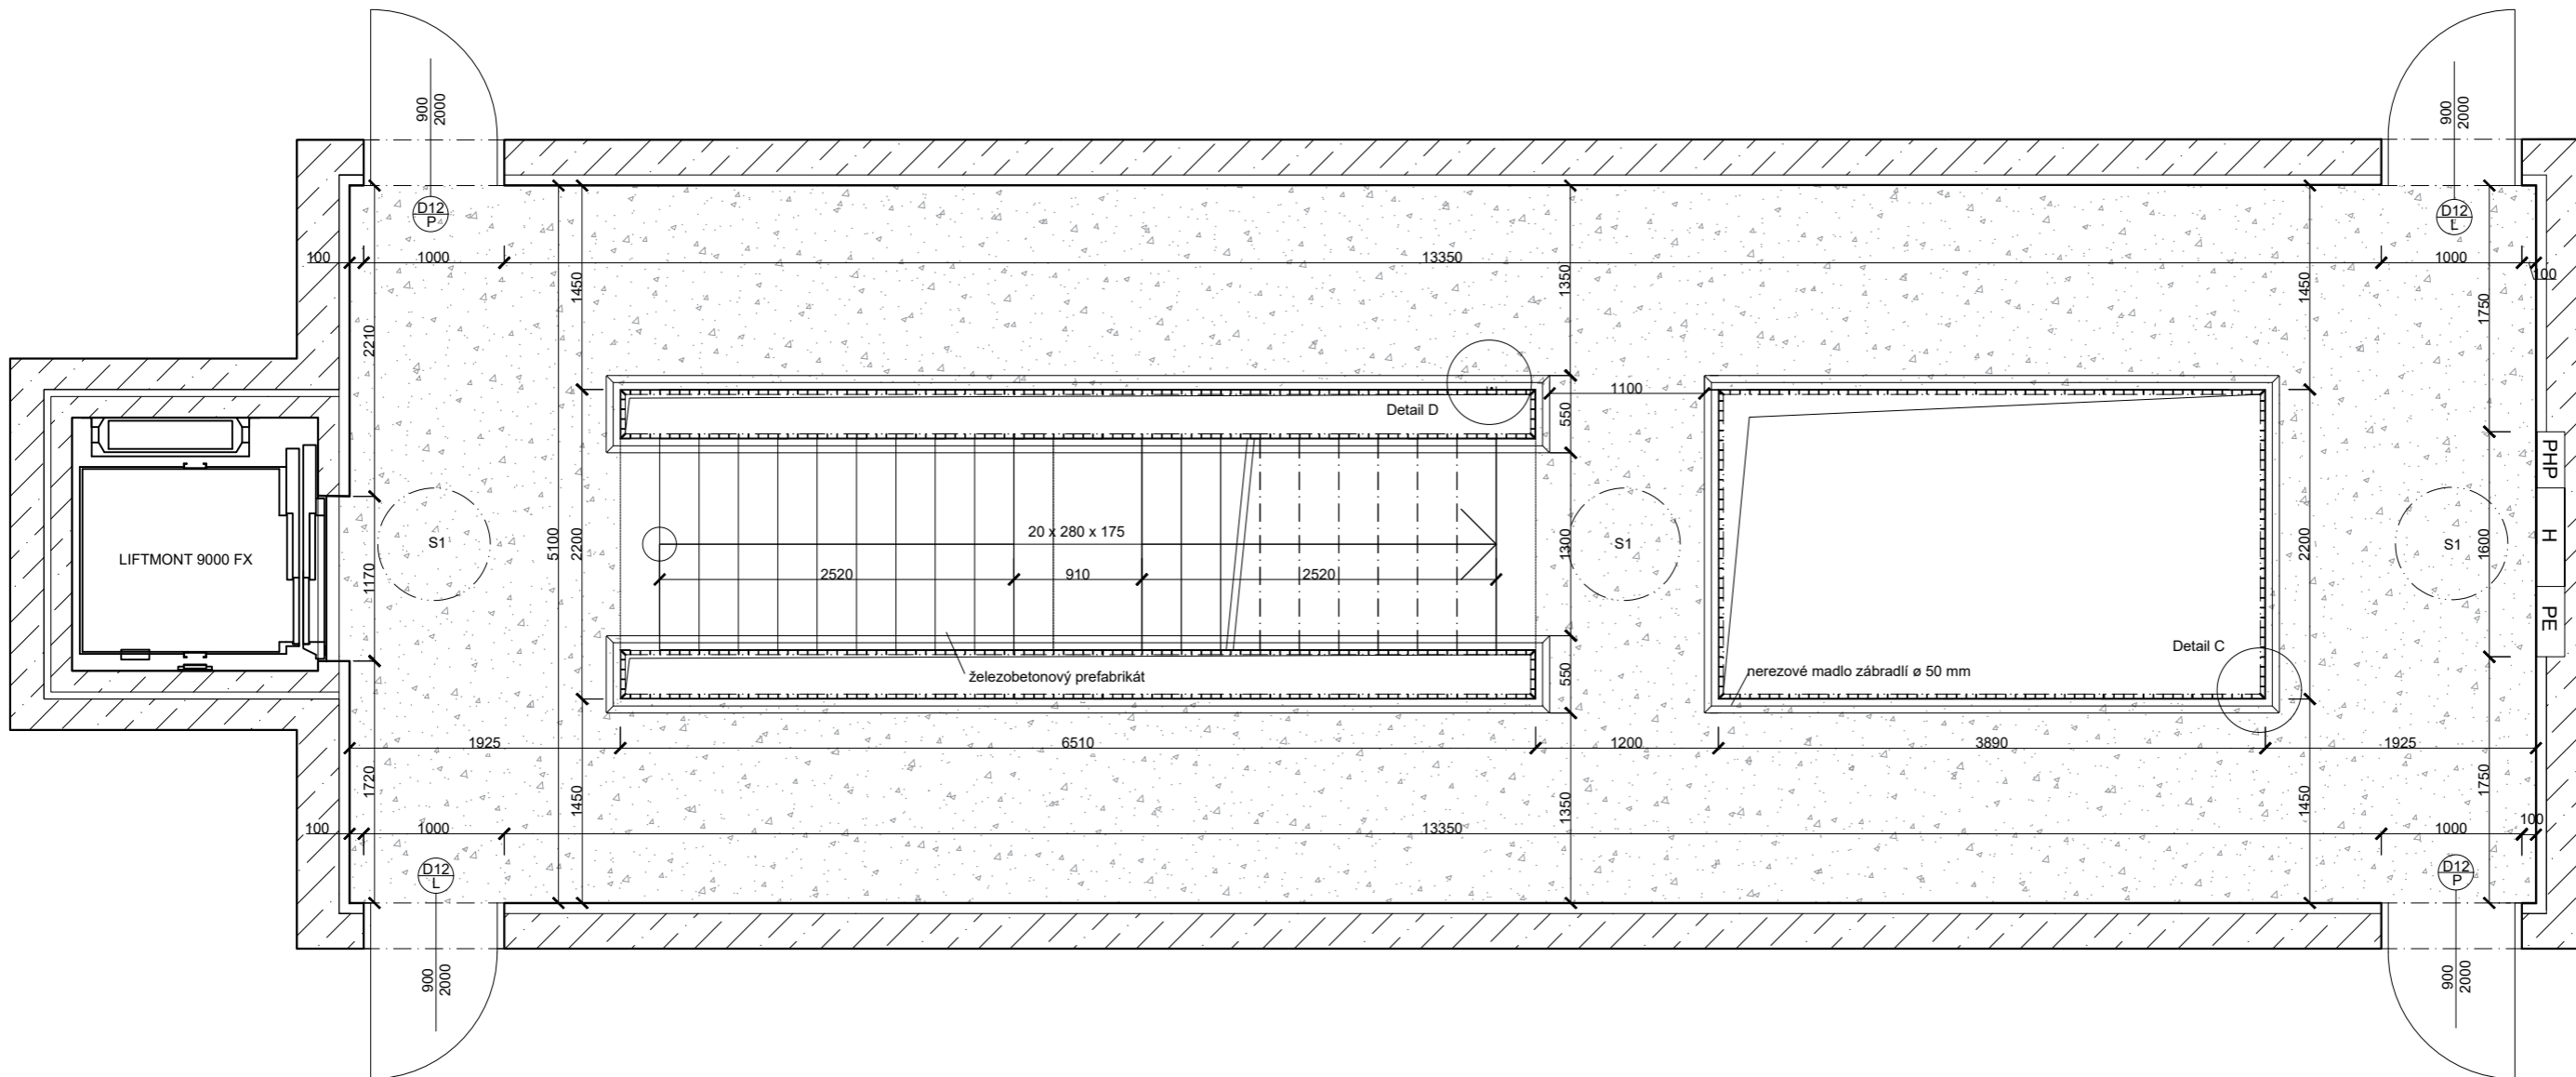 900
2000
900
2000
D12
P
D12
L
100
1000
13350
1000
100
2210
1450
1350
1450
1750
Detail D
1100
550
PHP
LIFTMONT 9000 FX
S1
1170
5100
2200
20 x 280 x 175
2520
910
2520
1300
S1
2200
1600
S1
H
PE
železobetonový prefabrikát
550
nerezové madlo zábradlí ø 50 mm
Detail C
1925
6510
1200
3890
1925
1720
1450
1350
1450
1750
100
1000
13350
1000
100
D12
L
D12
P
900
2000
900
2000